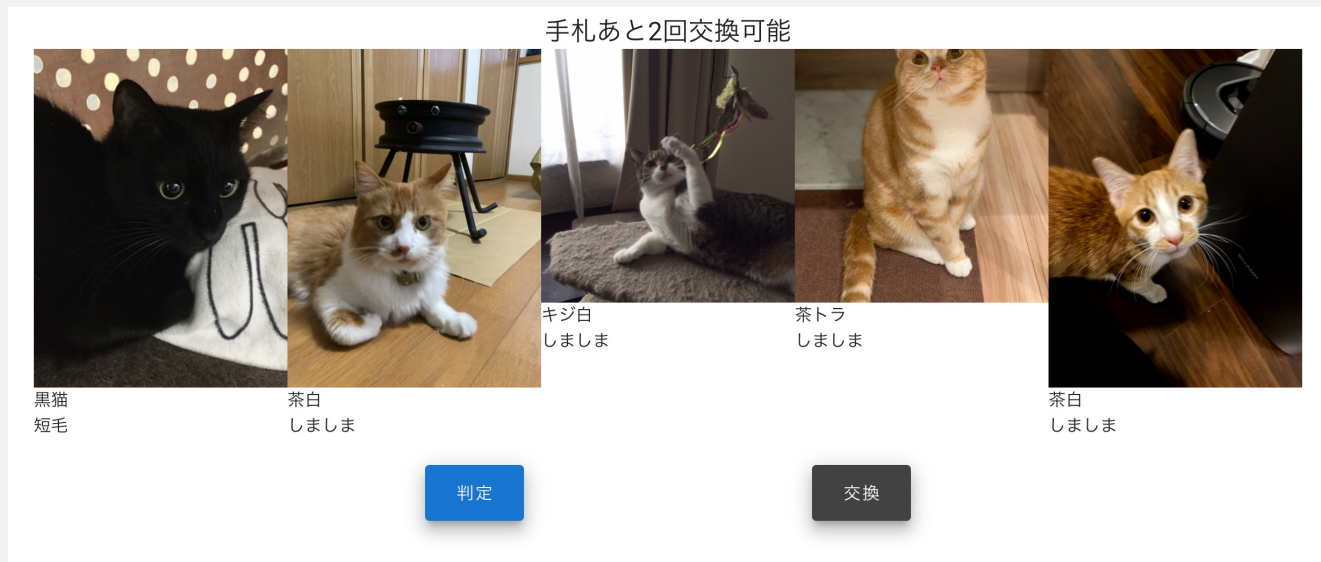 手札あと2回交換可能
黒猫
短毛
茶白
しましま
キジ白
しましま
茶トラ
しましま
茶白
しましま
判定
交換